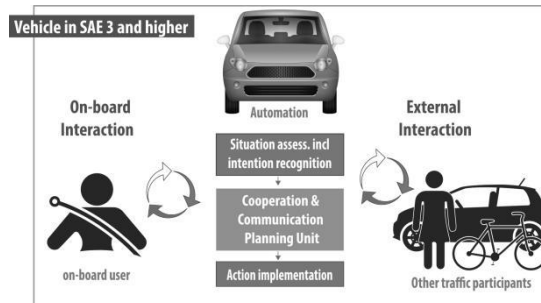 Vehicle in SAE 3 and higher
On-board
Interaction
on-board user
Automation
Situation assess. incl
intention recognition
Cooperation &
Communication
Planning Unit
Action implementation
External
Interaction
Other traffic participants